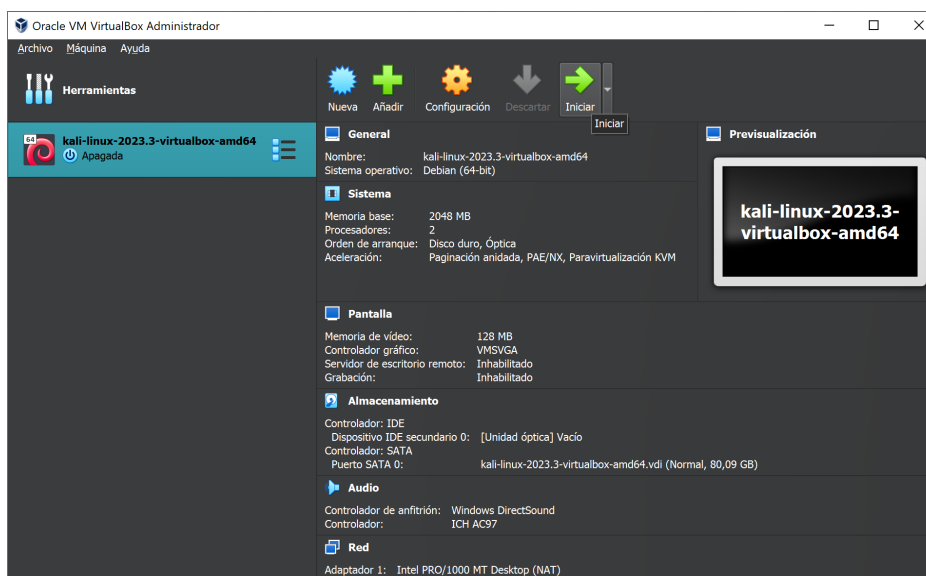 Oracle VM VirtualBox Administrador
Archivo Máquina Ayuda
Herramientas
Nueva Añadir Configuración Descartar Iniciar
Iniciar
64
kali-linux-2023.3-virtualbox-amd64
Apagada
General
Nombre: kali-linux-2023.3-virtualbox-amd64
Sistema operativo: Debian (64-bit)
Sistema
Memoria base: 2048 MB
Procesadores: 2
Orden de arranque: Disco duro, Óptica
Aceleración: Paginación anidada, PAE/NX, Paravirtualización KVM
Previsualización
kali-linux-2023.3-
virtualbox-amd64
Pantalla
Memoria de vídeo: 128 MB
Controlador gráfico: VMSVGA
Servidor de escritorio remoto: Inhabilitado
Grabación: Inhabilitado
Almacenamiento
Controlador: IDE
Dispositivo IDE secundario 0: [Unidad óptica] Vacío
Controlador: SATA
Puerto SATA 0: kali-linux-2023.3-virtualbox-amd64.vdi (Normal, 80,09 GB)
Audio
Controlador de anfitrión: Windows DirectSound
Controlador: ICH AC97
Red
Adaptador 1: Intel PRO/1000 MT Desktop (NAT)